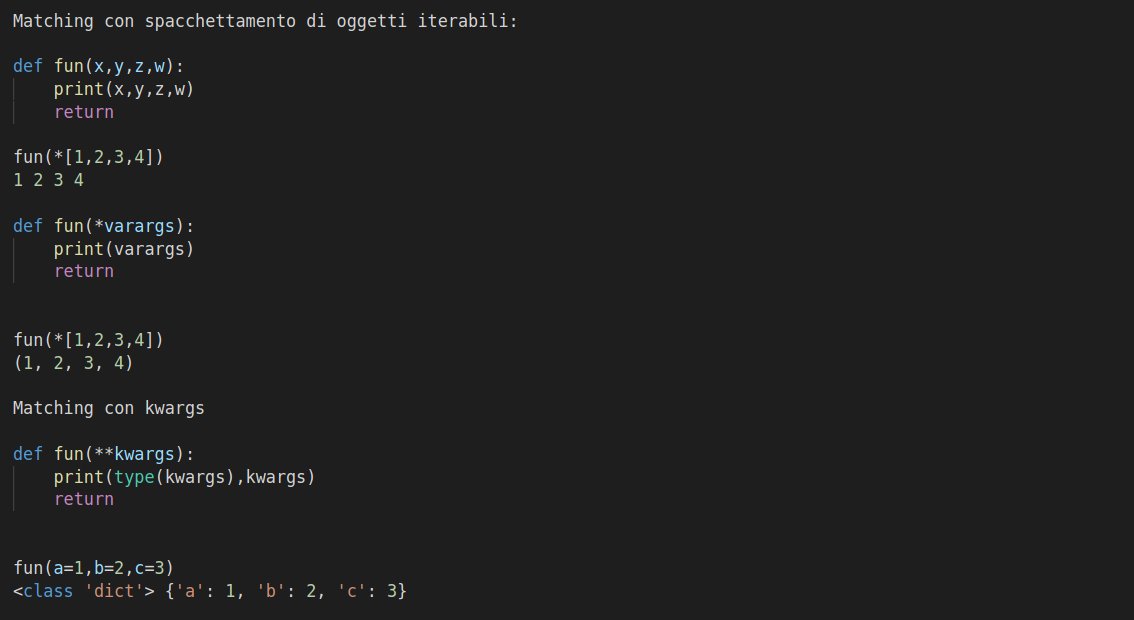 Matching con spacchettamento di oggetti iterabili:
def fun(x,y,z,w):
    print(x,y,z,w)
    return
fun(*[1,2,3,4])
1 2 3 4
def fun(*varargs):
    print(varargs)
    return
fun(*[1,2,3,4])
(1, 2, 3, 4)
Matching con kwargs
def fun(**kwargs):
    print(type(kwargs),kwargs)
    return
fun(a=1,b=2,c=3)
<class 'dict'> {'a': 1, 'b': 2, 'c': 3}